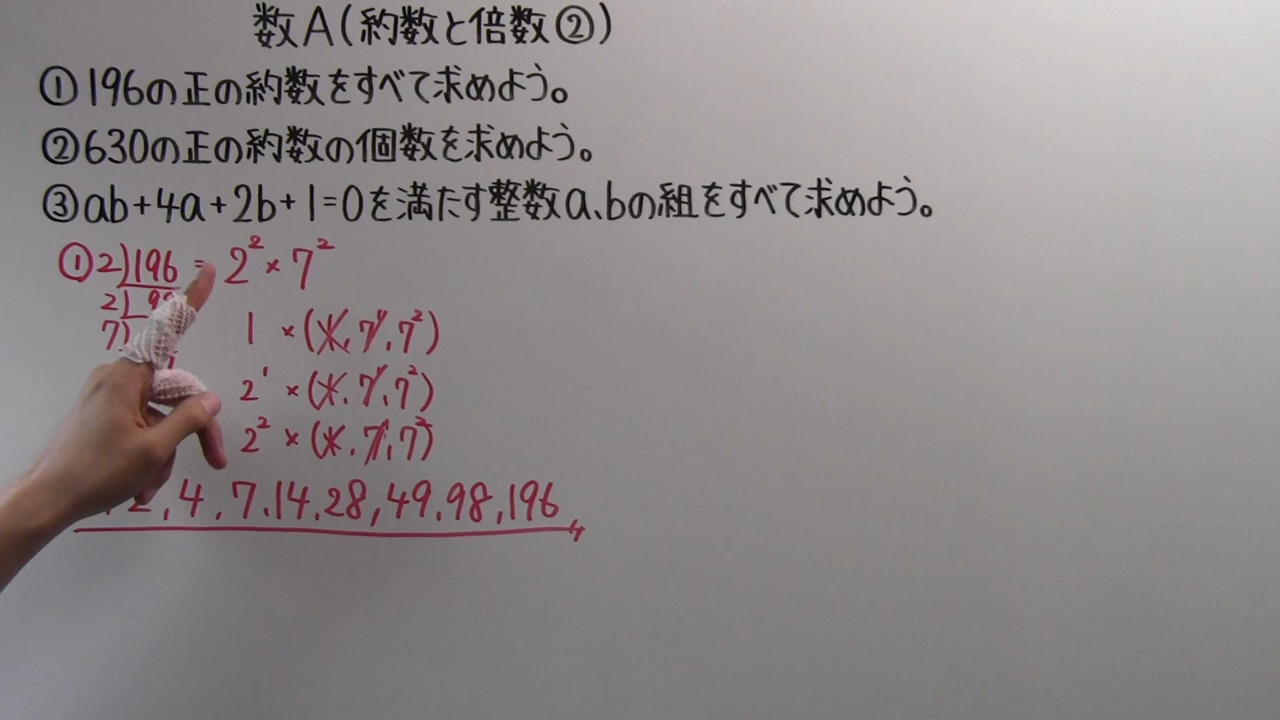 数A(約数と倍数②)
①196の正の約数をすべて求めよう。
②630の正の約数の個数を求めよう。
③ab+4a+2b+1=0を満たす整数a、bの組をすべて求めよう。
①2)196 = 2² × 7²
2)
7)
1 × (1, 7¹, 7²)
2¹ × (1, 7¹, 7²)
2² × (1, 7¹, 7²)
2, 4, 7, 14, 28, 49, 98, 196